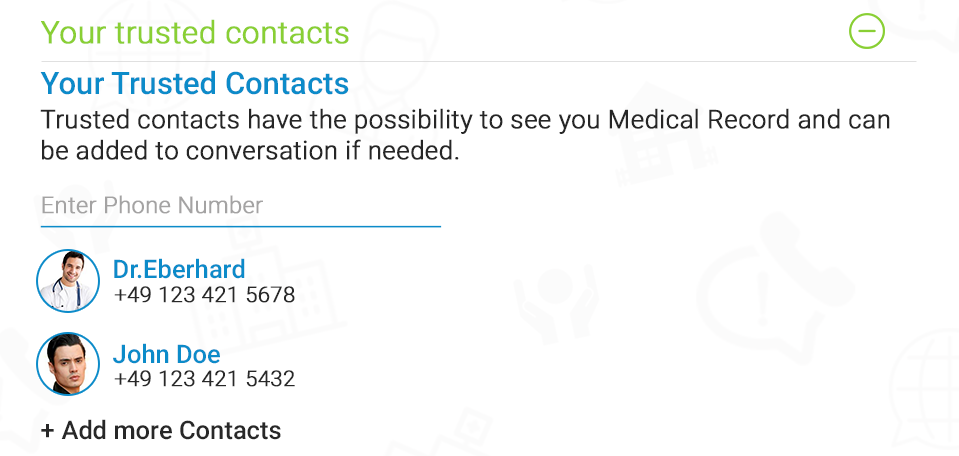 Your trusted contacts
Your Trusted Contacts
Trusted contacts have the possibility to see you Medical Record and can
be added to conversation if needed.
Enter Phone Number
Dr.Eberhard
+49 123 421 5678
John Doe
+49 123 421 5432
+ Add more Contacts